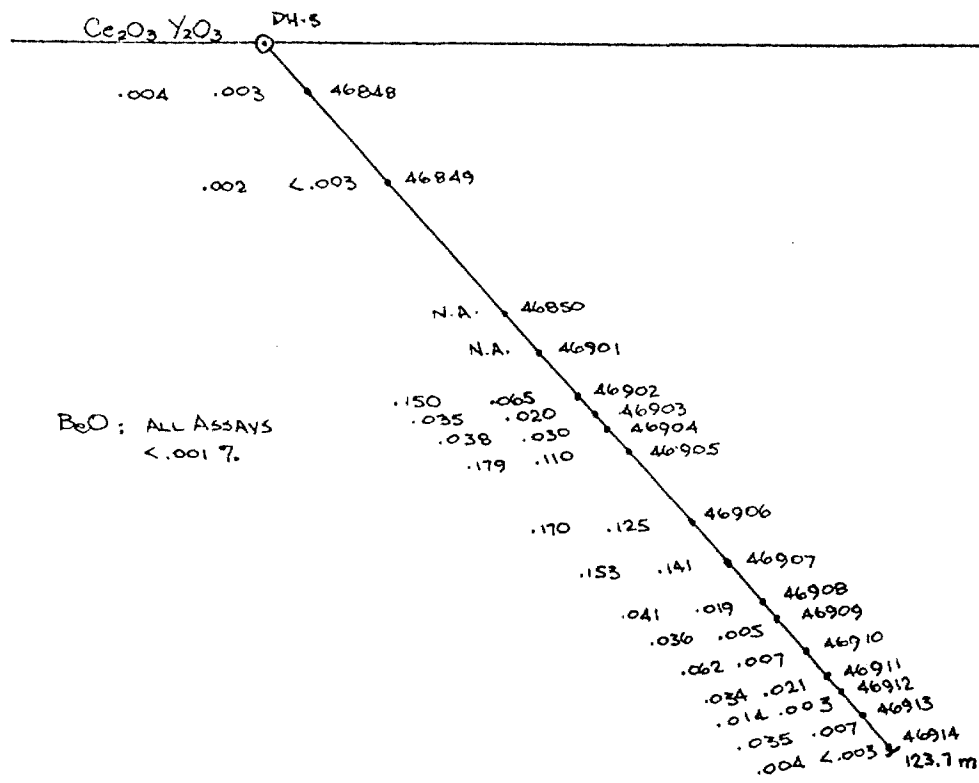 DH-5
Ce2O3 Y2O3
.004 .003 46848
.002 <.003 46849
N.A. 46850
N.A. 46901
.150 .065 46902
.035 .020 46903
.038 .030 46904
.179 .110 46905
BeO: ALL ASSAYS
<.001 %
.170 .125 46906
.153 .141 46907
.041 .019 46908
.036 .005 46909
.062 .007 46910
.034 .021 46911
.014 .003 46912
.035 .007 46913
.004 <.003 46914
123.7 m